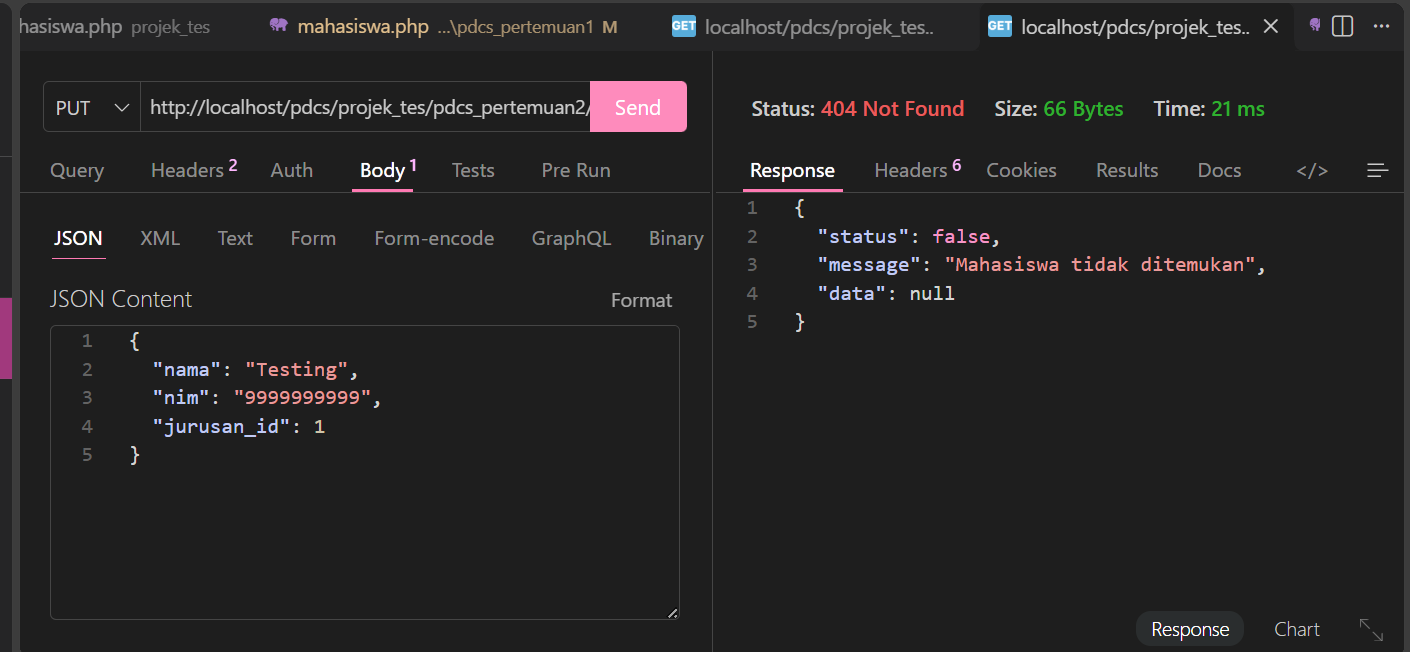 hasiswa.php projek_tes mahasiswa.php ...\pdcs_pertemuan1 M GET localhost/pdcs/projek_tes.. GET localhost/pdcs/projek_tes.. ×
PUT http://localhost/pdcs/projek_tes/pdcs_pertemuan2/ Send
Query Headers 2 Auth Body 1 Tests Pre Run
JSON XML Text Form Form-encode GraphQL Binary
JSON Content Format
1 {
2 "nama": "Testing",
3 "nim": "9999999999",
4 "jurusan_id": 1
5 }
Status: 404 Not Found Size: 66 Bytes Time: 21 ms
Response Headers 6 Cookies Results Docs </>
1 {
2 "status": false,
3 "message": "Mahasiswa tidak ditemukan",
4 "data": null
5 }
Response Chart